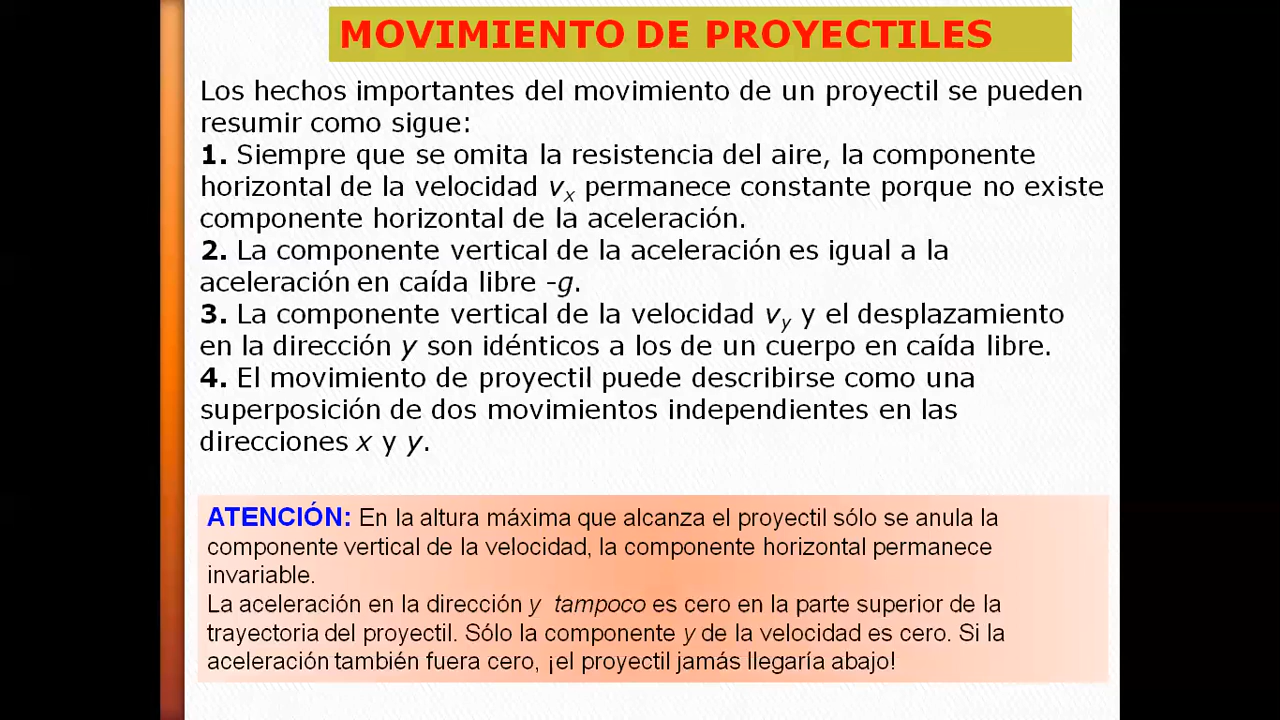 MOVIMIENTO DE PROYECTILES
Los hechos importantes del movimiento de un proyectil se pueden
resumir como sigue:
1. Siempre que se omita la resistencia del aire, la componente
horizontal de la velocidad vx permanece constante porque no existe
componente horizontal de la aceleración.
2. La componente vertical de la aceleración es igual a la
aceleración en caída libre -g.
3. La componente vertical de la velocidad vy y el desplazamiento
en la dirección y son idénticos a los de un cuerpo en caída libre.
4. El movimiento de proyectil puede describirse como una
superposición de dos movimientos independientes en las
direcciones x y y.
ATENCIÓN: En la altura máxima que alcanza el proyectil sólo se anula la
componente vertical de la velocidad, la componente horizontal permanece
invariable.
La aceleración en la dirección y tampoco es cero en la parte superior de la
trayectoria del proyectil. Sólo la componente y de la velocidad es cero. Si la
aceleración también fuera cero, ¡el proyectil jamás llegaría abajo!